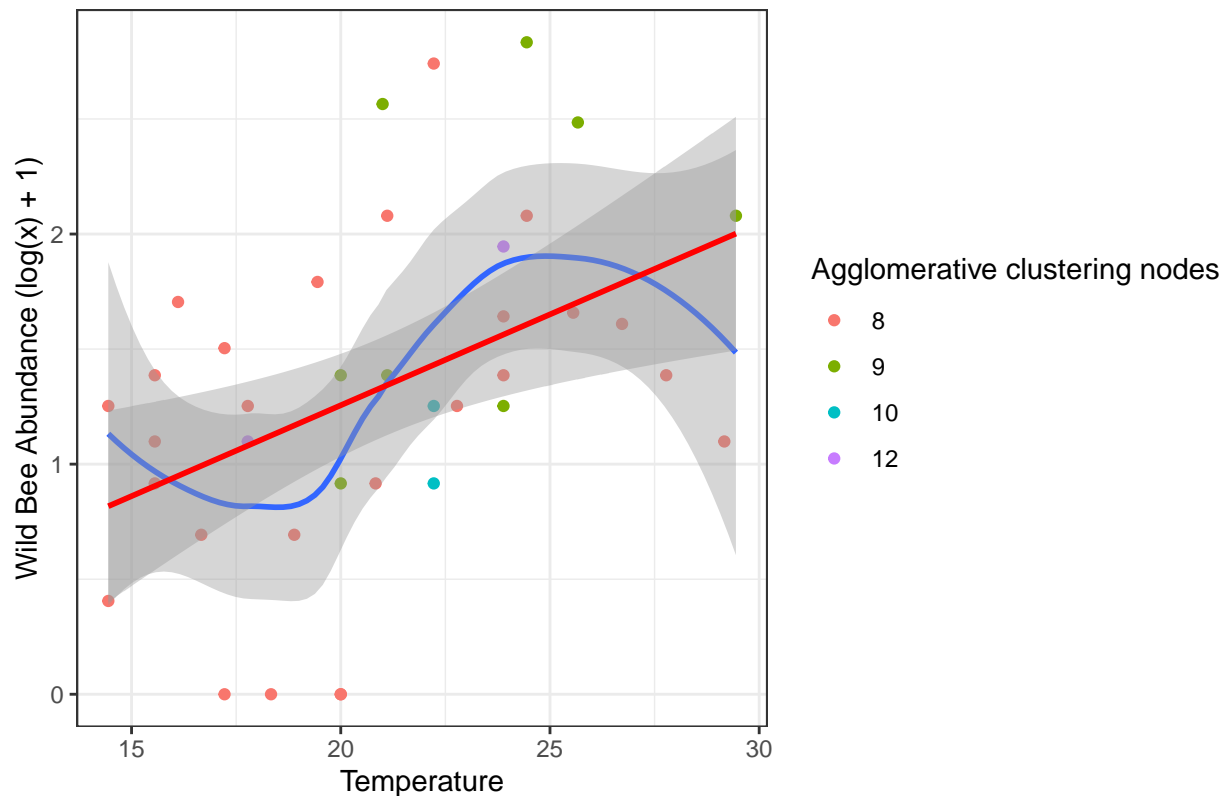 Wild Bee Abundance (log(x) + 1)
2
1
0
15 20 25 30
Temperature
Agglomerative clustering nodes
8
9
10
12